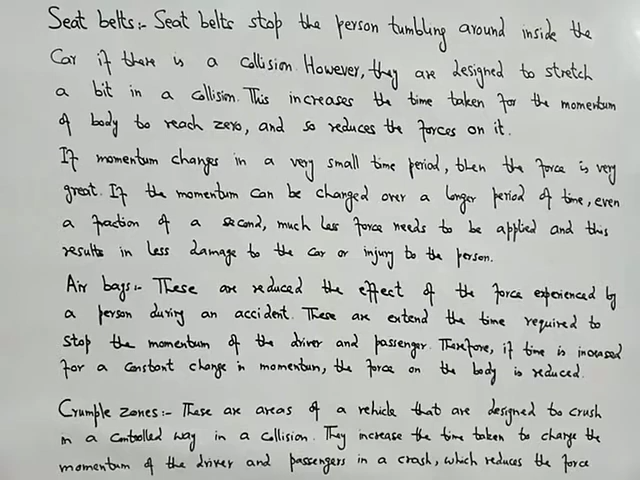 Seat belts:- Seat belts stop the person tumbling around inside the
Car if there is a collision. However, they are designed to stretch
a bit in a collision. This increases the time taken for the momentum
of body to reach zero, and so reduces the forces on it.
If momentum changes in a very small time period, then the force is very
great. If the momentum can be changed over a longer period of time, even
a fraction of a second, much less force needs to be applied and this
results in less damage to the car or injury to the person.
Air bags:- These are reduced the effect of the force experienced by
a person during an accident. These are extend the time required to
stop the momentum of the driver and passenger. Therefore, if time is increased
for a constant change in momentum, the force on the body is reduced.
Crumple zones:- These are areas of a vehicle that are designed to crush
in a controlled way in a collision. They increase the time taken to change the
momentum of the driver and passengers in a crash, which reduces the force